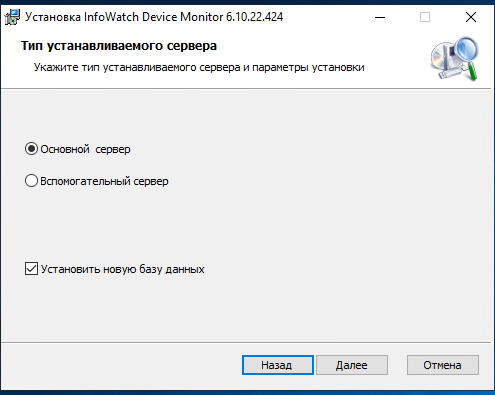 Установка InfoWatch Device Monitor 6.10.22.424
Тип устанавливаемого сервера
Укажите тип устанавливаемого сервера и параметры установки
Основной сервер
Вспомогательный сервер
Установить новую базу данных
Назад Далее Отмена